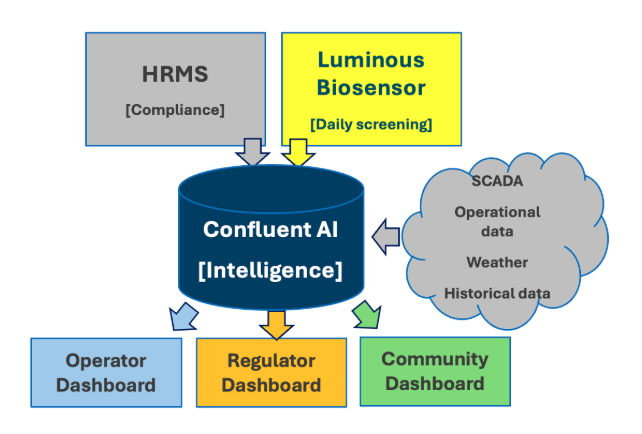 HRMS
[Compliance]
Luminous
Biosensor
[Daily screening]
SCADA
Operational
data
Weather
Historical data
Confluent AI
[Intelligence]
Operator
Dashboard
Regulator
Dashboard
Community
Dashboard